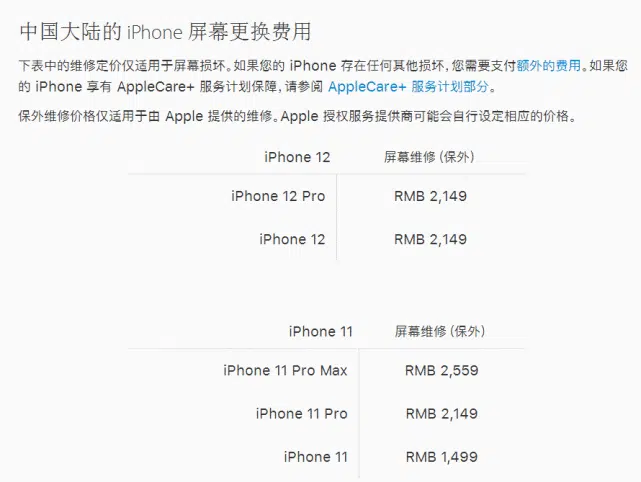 中国大陆的 iPhone 屏幕更换费用
下表中的维修定价仅适用于屏幕损坏。如果您的 iPhone 存在任何其他损坏，您需要支付额外的费用。如果您
的 iPhone 享有 AppleCare+ 服务计划保障，请参阅 AppleCare+ 服务计划部分。
保外维修价格仅适用于由 Apple 提供的维修。Apple 授权服务提供商可能会自行设定相应的价格。
iPhone 12 屏幕维修（保外）
iPhone 12 Pro RMB 2,149
iPhone 12 RMB 2,149
iPhone 11 屏幕维修（保外）
iPhone 11 Pro Max RMB 2,559
iPhone 11 Pro RMB 2,149
iPhone 11 RMB 1,499